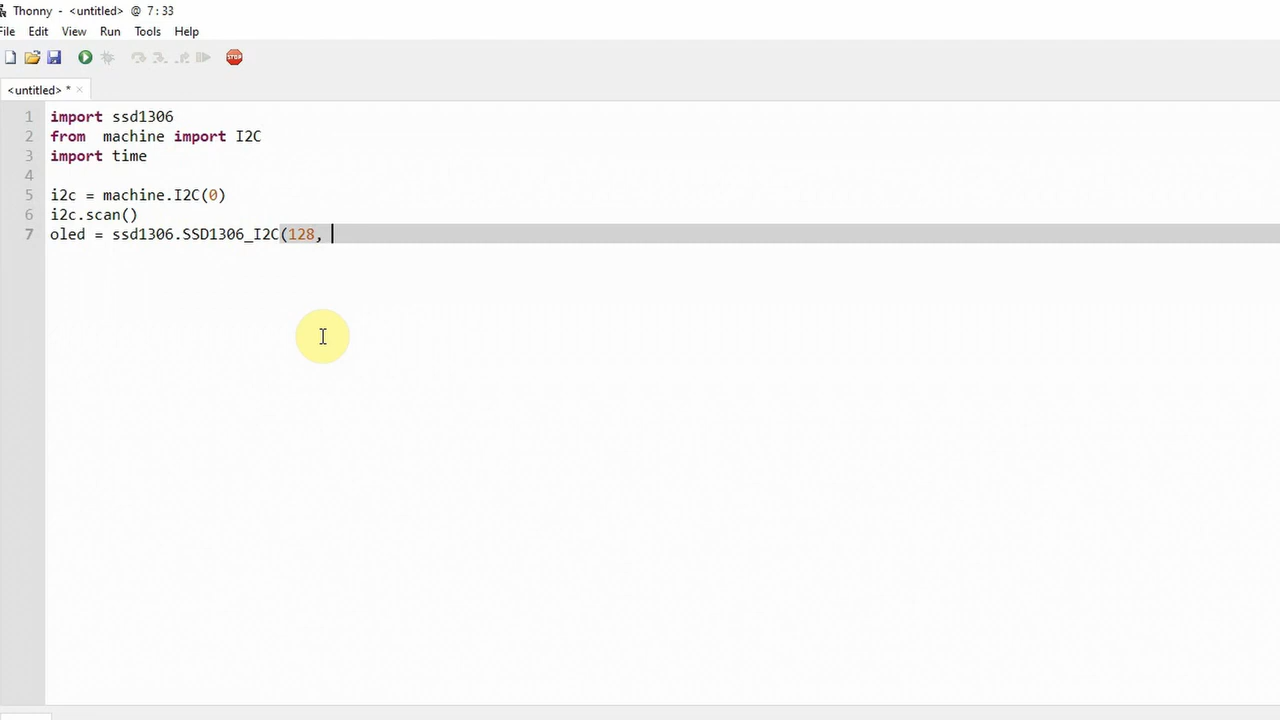 Thonny - <untitled> @ 7:33
File Edit View Run Tools Help
STOP
<untitled> *
1 import ssd1306
2 from  machine import I2C
3 import time
4
5 i2c = machine.I2C(0)
6 i2c.scan()
7 oled = ssd1306.SSD1306_I2C(128,